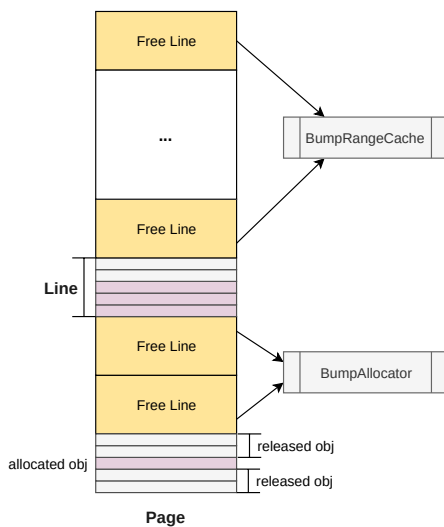 Free Line
...
BumpRangeCache
Free Line
Line
Free Line
BumpAllocator
Free Line
released obj
allocated obj
released obj
Page